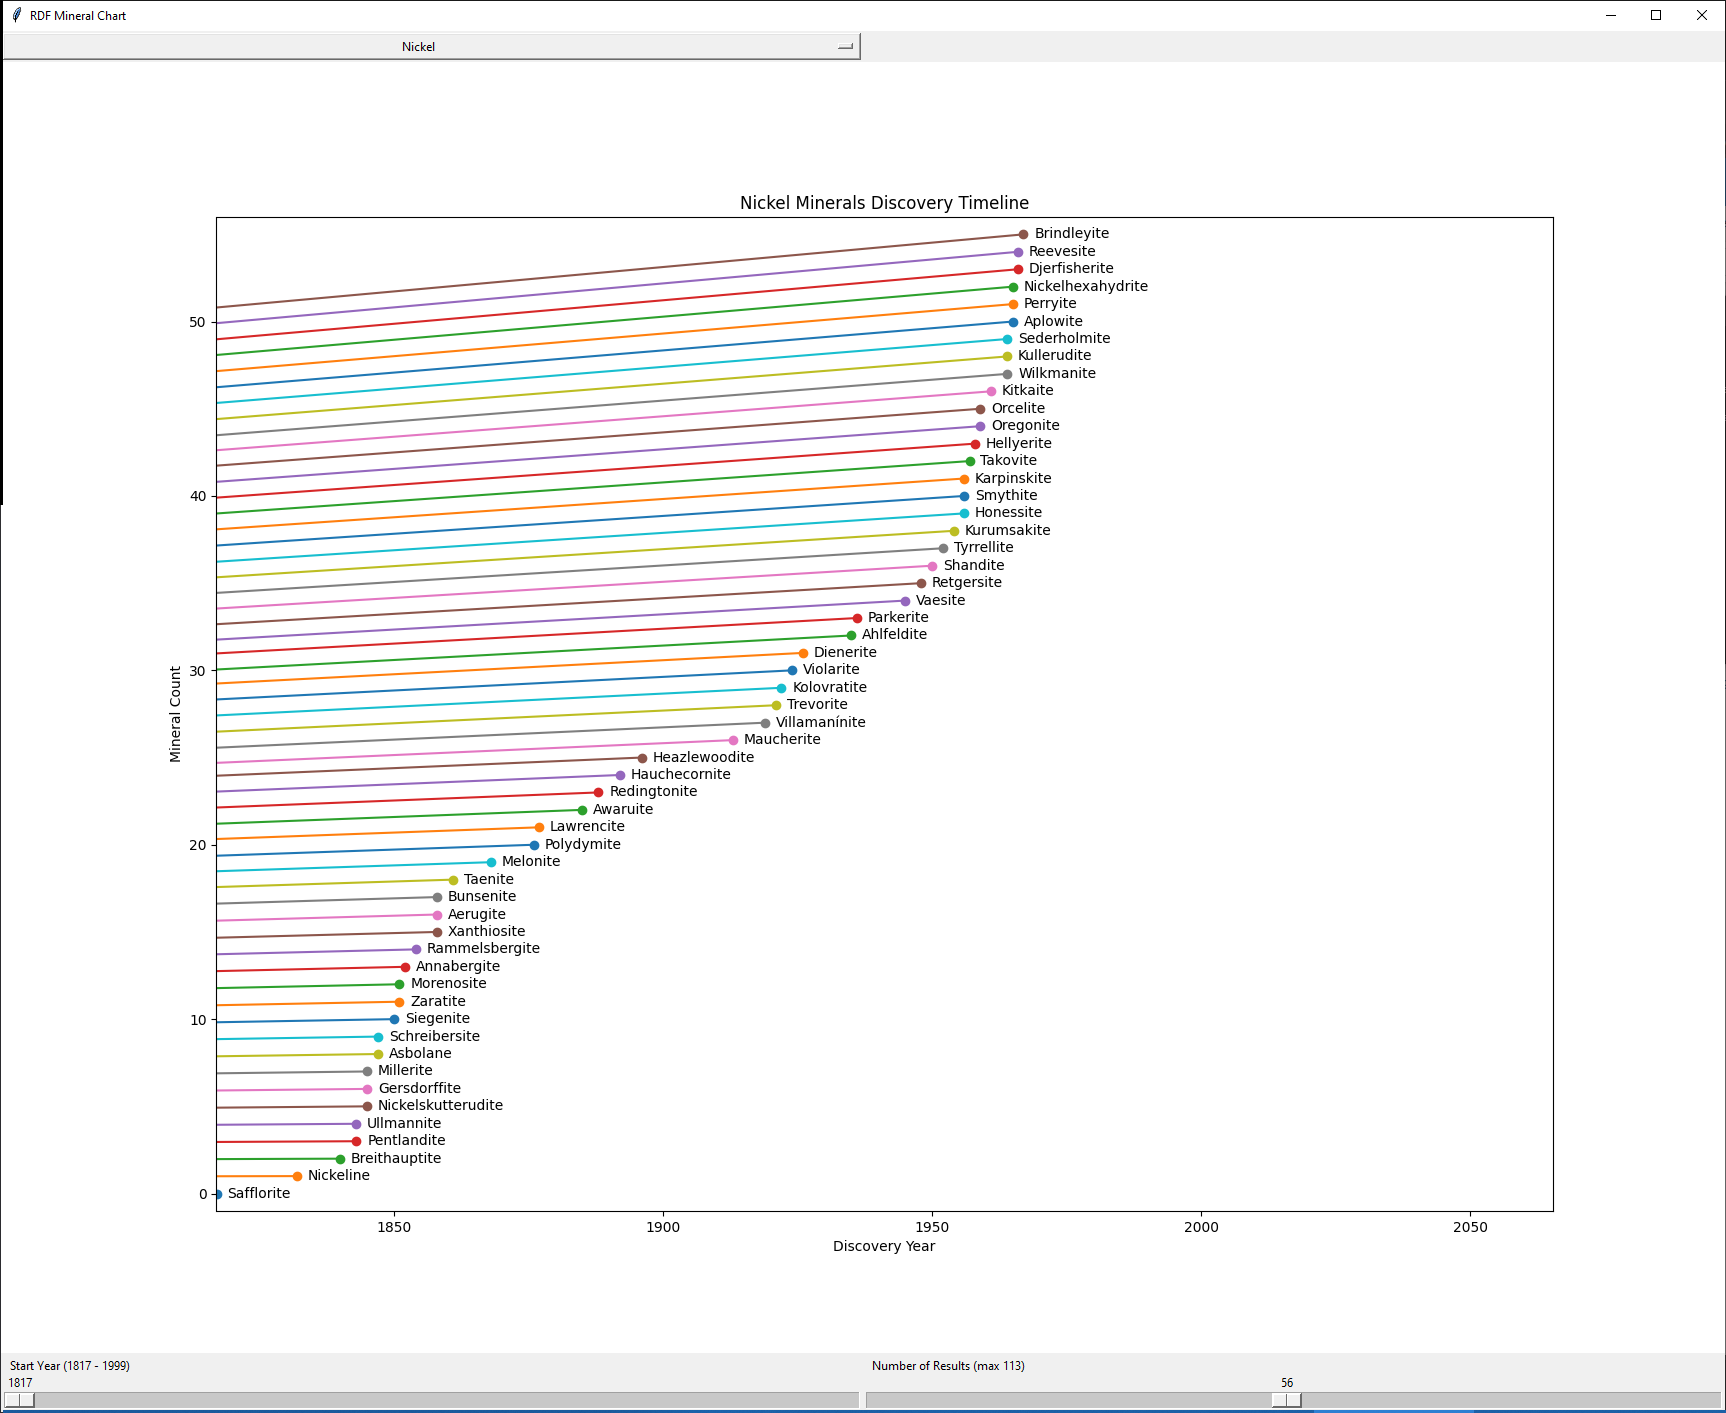 RDF Mineral Chart
Nickel
Nickel Minerals Discovery Timeline
Brindleyite
Reevesite
Djerfisherite
Nickelhexahydrite
Perryite
50
Aplowite
Sederholmite
Kullerudite
Wilkmanite
Kitkaite
Orcelite
Oregonite
Hellyerite
Takovite
Karpinskite
40
Smythite
Honessite
Kurumsakite
Tyrrellite
Shandite
Retgersite
Vaesite
Parkerite
Ahlfeldite
Dienerite
30
Violarite
Kolovratite
Trevorite
Villamanínite
Mineral Count
Maucherite
Heazlewoodite
Hauchecornite
Redingtonite
Awaruite
Lawrencite
20
Polydymite
Melonite
Taenite
Bunsenite
Aerugite
Xanthiosite
Rammelsbergite
Annabergite
Morenosite
Zaratite
10
Siegenite
Schreibersite
Asbolane
Millerite
Gersdorffite
Nickelskutterudite
Ullmannite
Pentlandite
Breithauptite
Nickeline
0
Safflorite
1850 1900 1950 2000 2050
Discovery Year
Start Year (1817 - 1999)
1817
Number of Results (max 113)
56